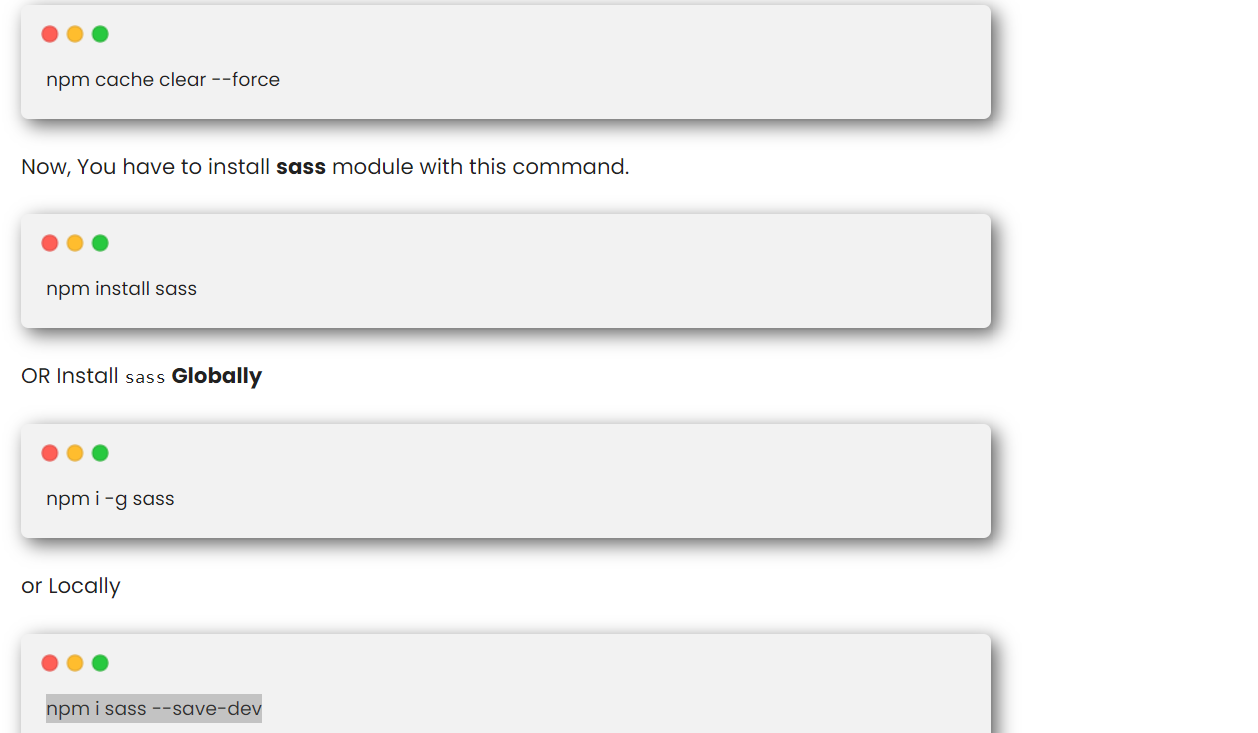 npm cache clear --force
Now, You have to install sass module with this command.
npm install sass
OR Install sass Globally
npm i -g sass
or Locally
npm i sass --save-dev